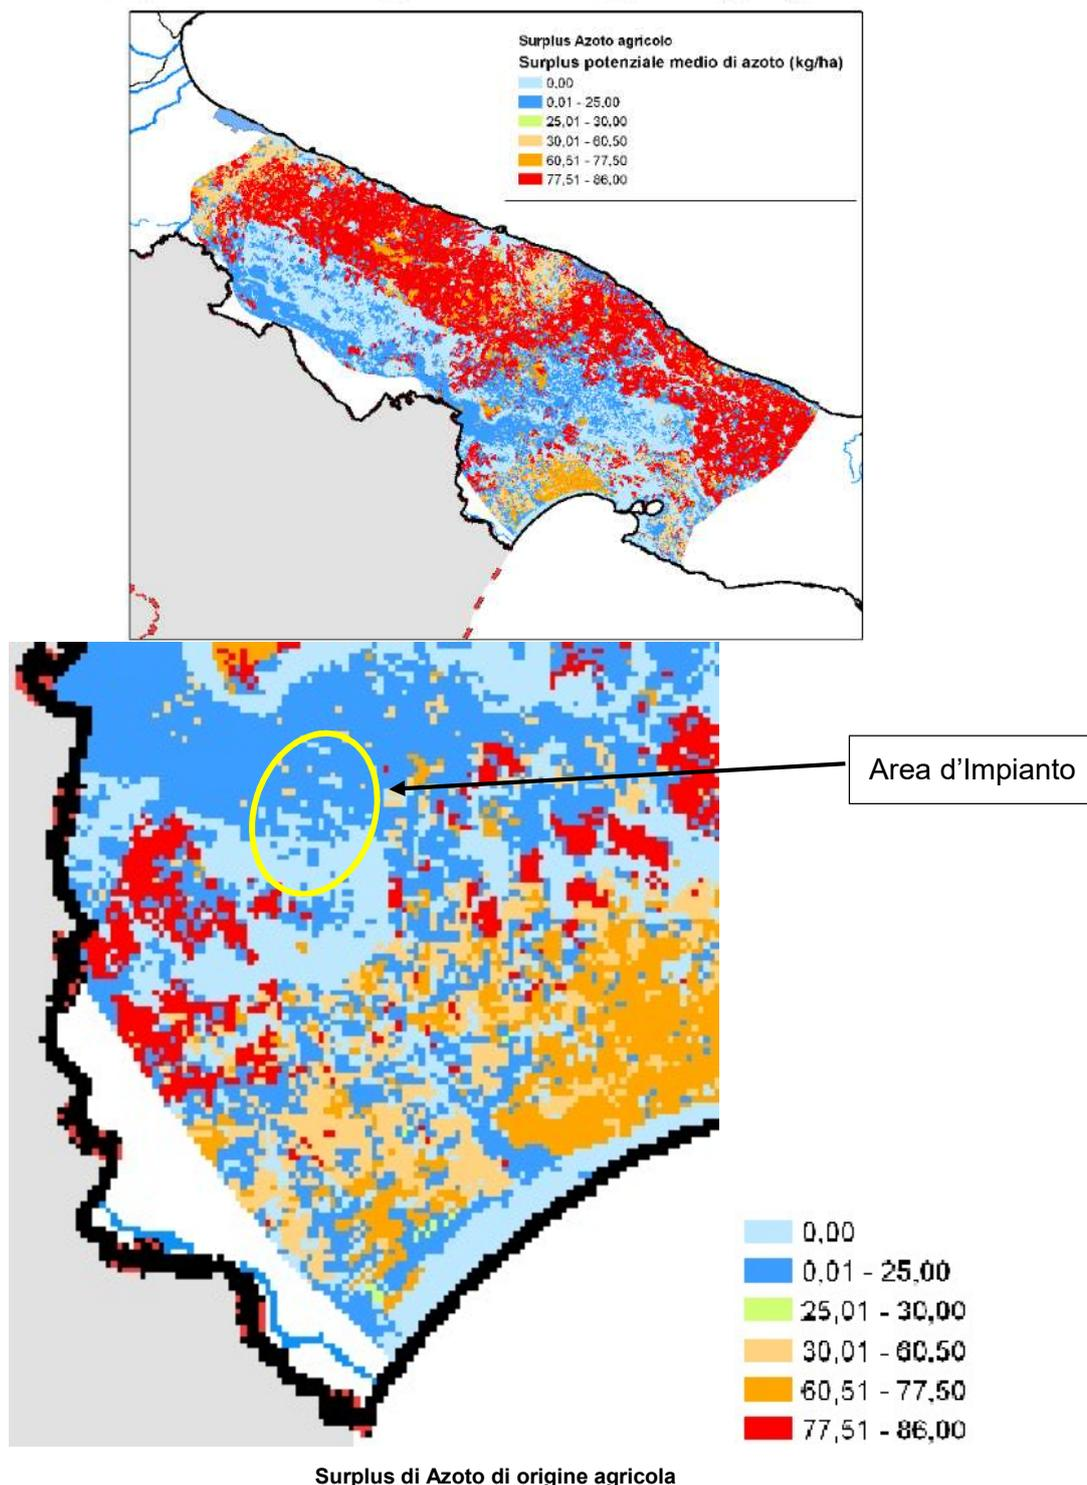 Surplus Azoto agricolo
Surplus potenziale medio di azoto (kg/ha)
0,00
0,01 - 25,00
25,01 - 30,00
30,01 - 60,50
60,51 - 77,50
77,51 - 86,00
Area d'Impianto
0,00
0,01 - 25,00
25,01 - 30,00
30,01 - 60,50
60,51 - 77,50
77,51 - 86,00
Surplus di Azoto di origine agricola